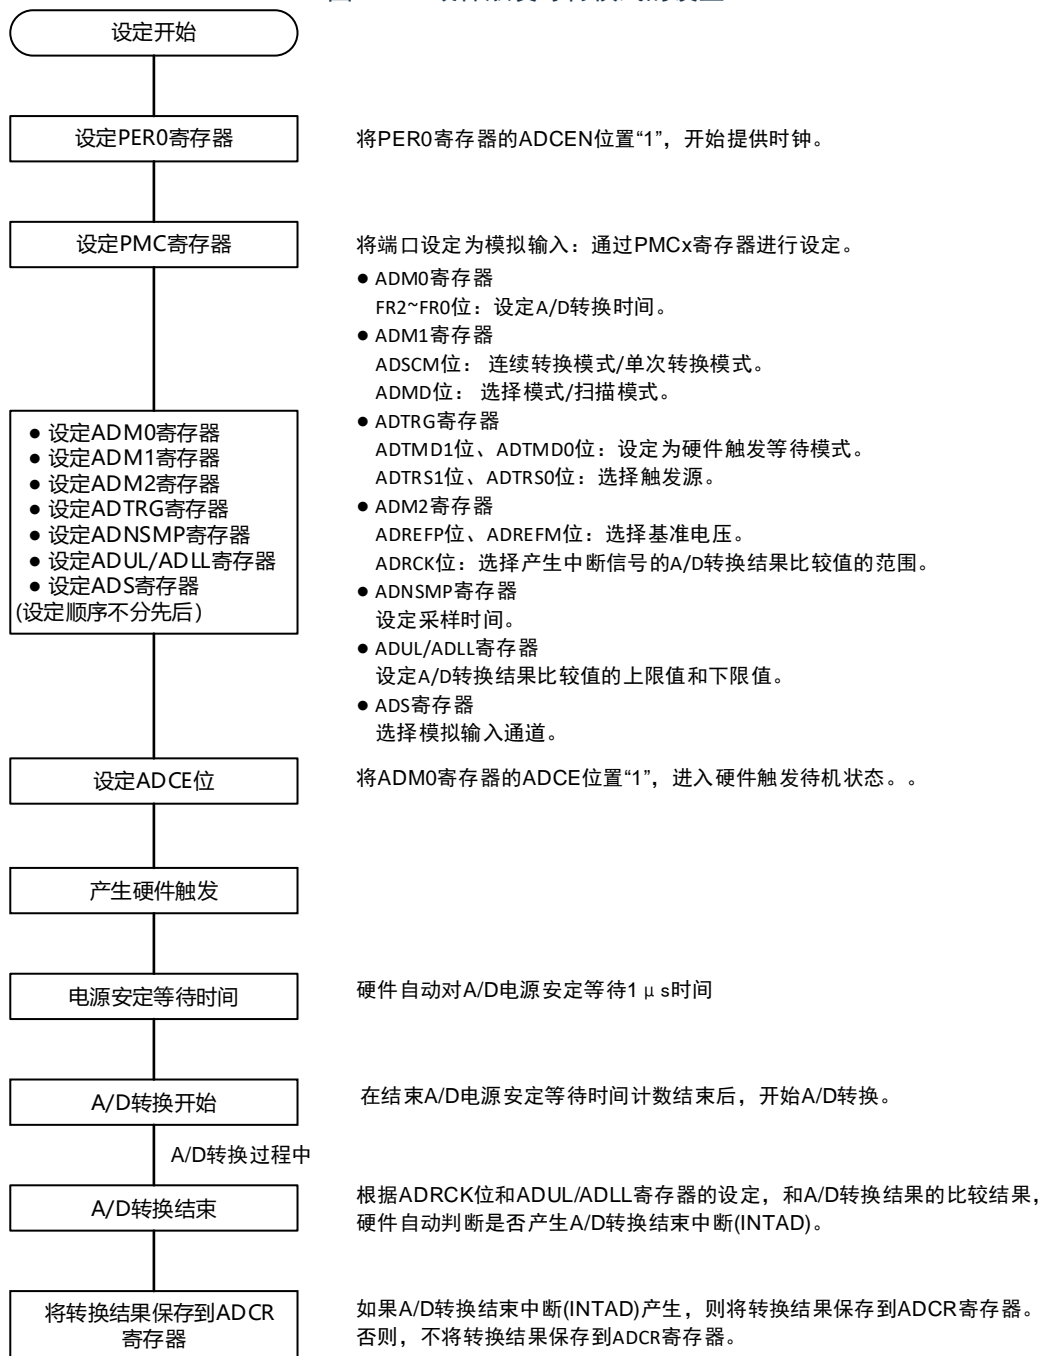 设定开始
设定PER0寄存器
将PER0寄存器的ADCEN位置“1”，开始提供时钟。
设定PMC寄存器
将端口设定为模拟输入：通过PMCx寄存器进行设定。
● ADM0寄存器
FR2~FR0位：设定A/D转换时间。
● ADM1寄存器
ADSCM位： 连续转换模式/单次转换模式。
ADMD位： 选择模式/扫描模式。
● ADTRG寄存器
ADTMD1位、ADTMD0位：设定为硬件触发等待模式。
ADTRS1位、ADTRS0位：选择触发源。
● ADM2寄存器
ADREFP位、ADREFM位：选择基准电压。
ADRCK位：选择产生中断信号的A/D转换结果比较值的范围。
● ADNSMP寄存器
设定采样时间。
● ADUL/ADLL寄存器
设定A/D转换结果比较值的上限值和下限值。
● ADS寄存器
选择模拟输入通道。
● 设定ADM0寄存器
● 设定ADM1寄存器
● 设定ADM2寄存器
● 设定ADTRG寄存器
● 设定ADNSMP寄存器
● 设定ADUL/ADLL寄存器
● 设定ADS寄存器
(设定顺序不分先后)
设定ADCE位
将ADM0寄存器的ADCE位置“1”，进入硬件触发待机状态。。
产生硬件触发
电源安定等待时间
硬件自动对A/D电源安定等待1μs时间
A/D转换开始
在结束A/D电源安定等待时间计数结束后，开始A/D转换。
A/D转换过程中
A/D转换结束
根据ADRCK位和ADUL/ADLL寄存器的设定，和A/D转换结果的比较结果，
硬件自动判断是否产生A/D转换结束中断(INTAD)。
将转换结果保存到ADCR
寄存器
如果A/D转换结束中断(INTAD)产生，则将转换结果保存到ADCR寄存器。
否则，不将转换结果保存到ADCR寄存器。